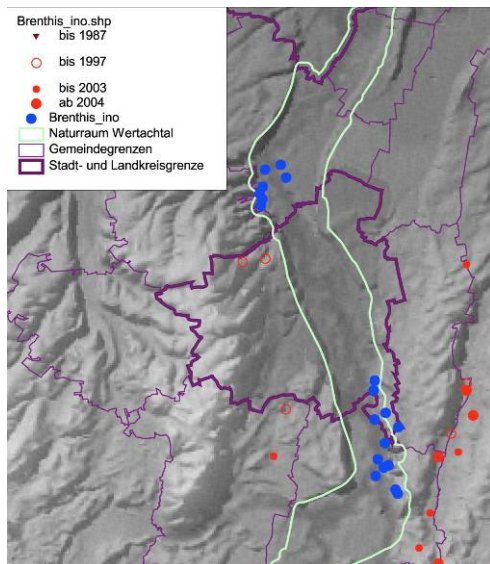 Brenthis_ino.shp
bis 1987
bis 1997
bis 2003
ab 2004
Brenthis_ino
Naturraum Wertachtal
Gemeindegrenzen
Stadt- und Landkreisgrenze